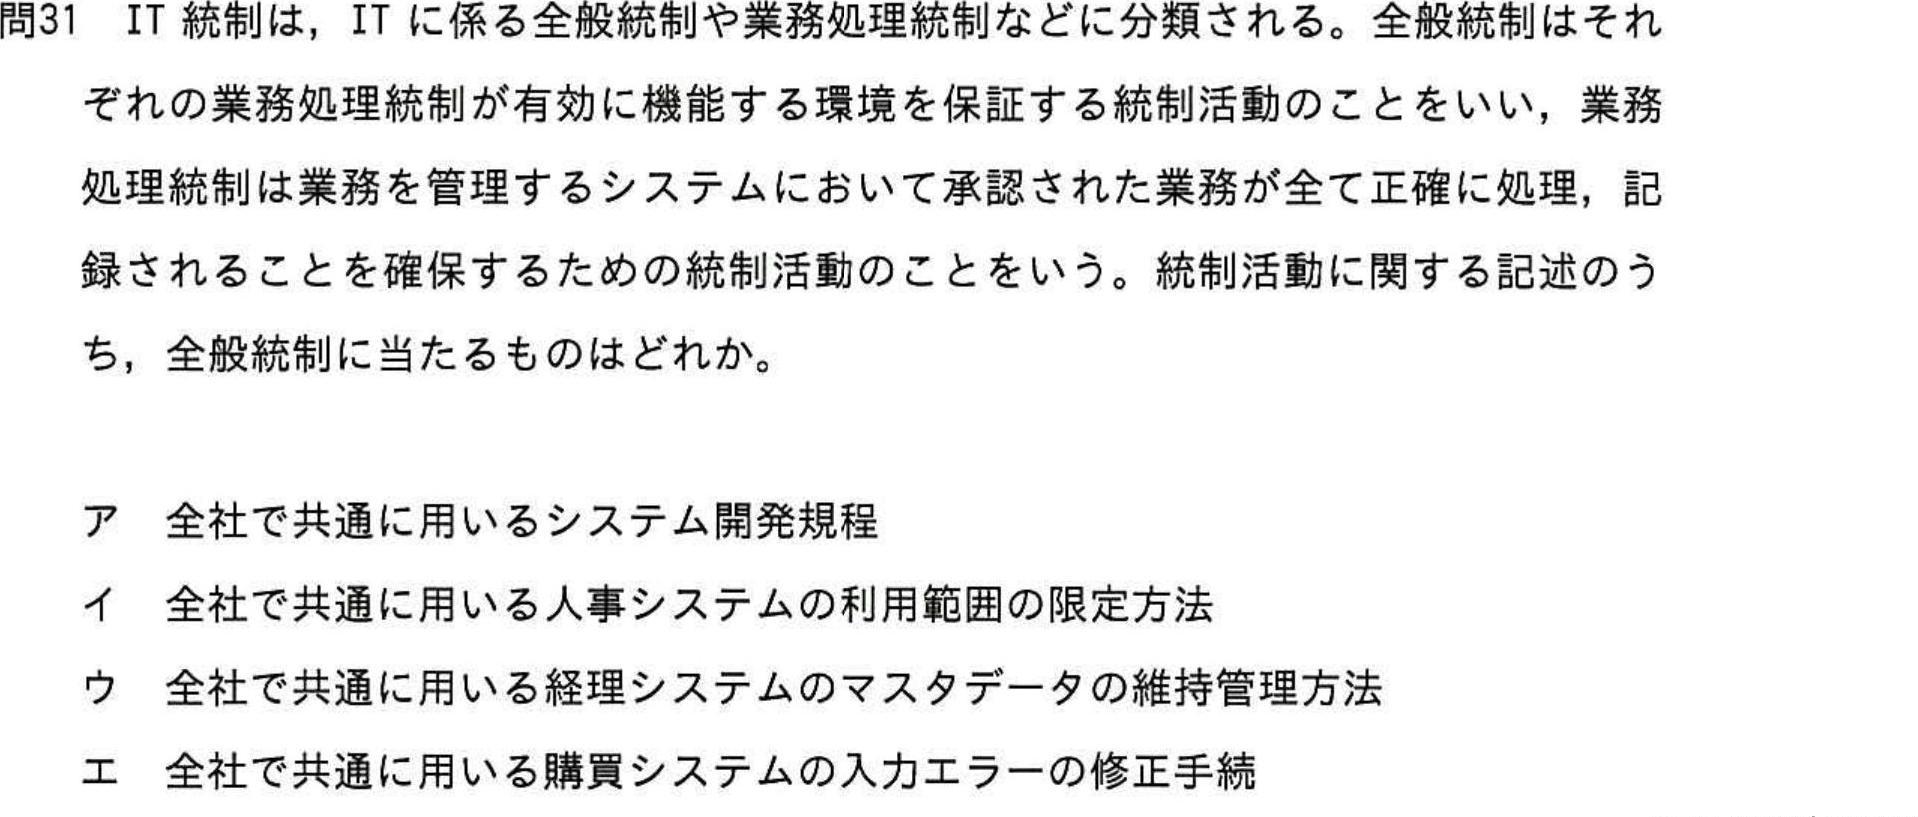 問31 IT 統制は，IT に係る全般統制や業務処理統制などに分類される。全般統制はそれ
ぞれの業務処理統制が有効に機能する環境を保証する統制活動のことをいい，業務
処理統制は業務を管理するシステムにおいて承認された業務が全て正確に処理，記
録されることを確保するための統制活動のことをいう。統制活動に関する記述のう
ち，全般統制に当たるものはどれか。
ア 全社で共通に用いるシステム開発規程
イ 全社で共通に用いる人事システムの利用範囲の限定方法
ウ 全社で共通に用いる経理システムのマスタデータの維持管理方法
エ 全社で共通に用いる購買システムの入力エラーの修正手続